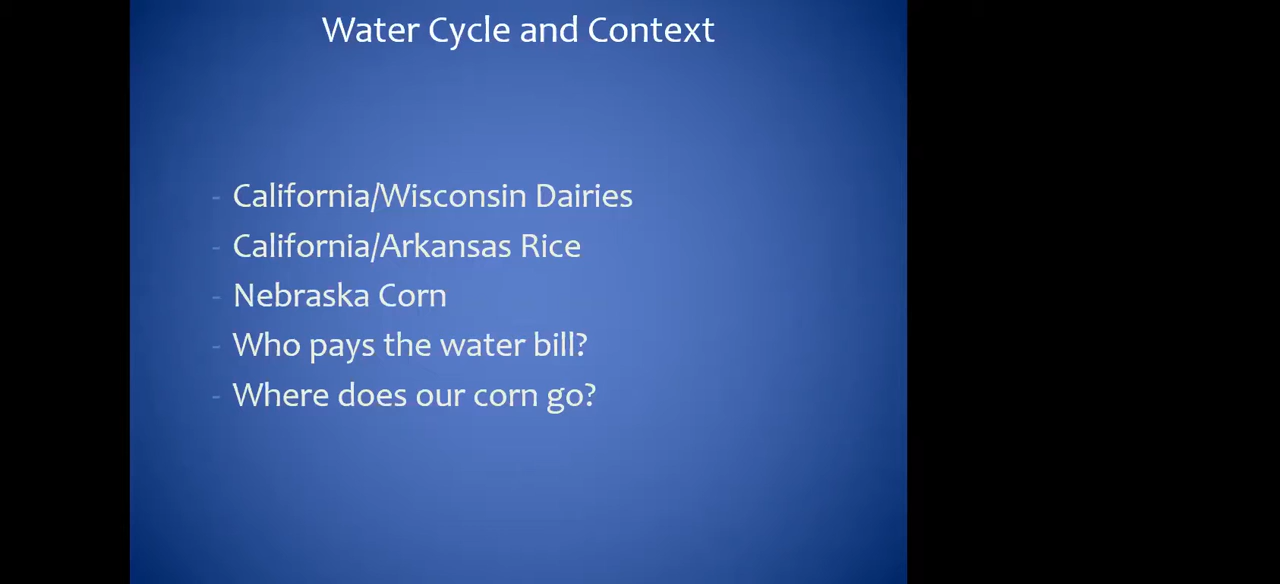 Water Cycle and Context
- California/Wisconsin Dairies
- California/Arkansas Rice
- Nebraska Corn
- Who pays the water bill?
- Where does our corn go?